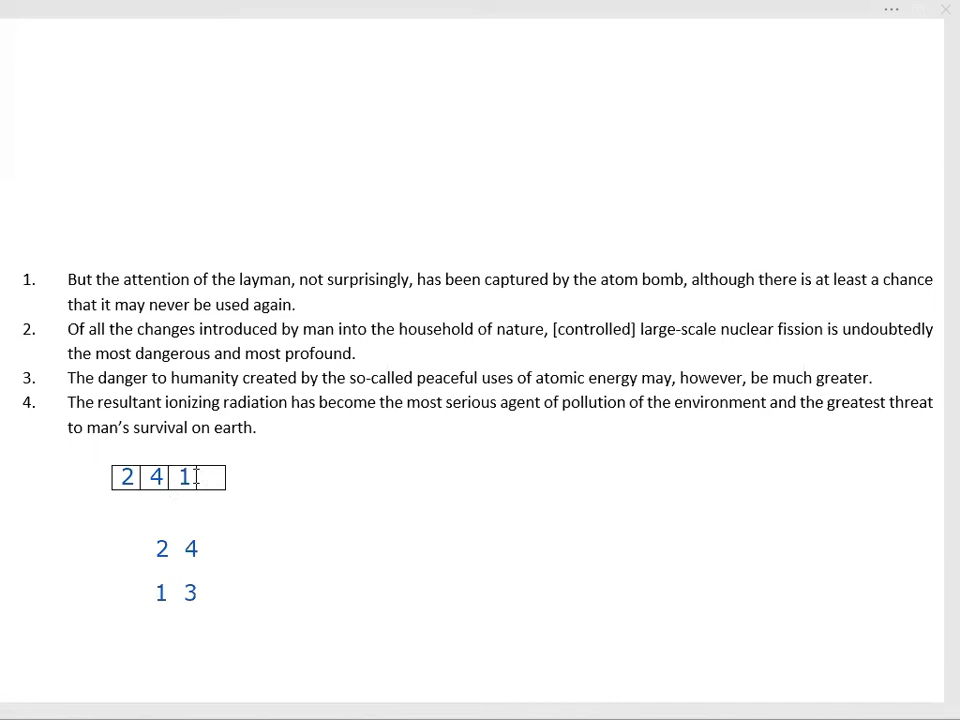 1. But the attention of the layman, not surprisingly, has been captured by the atom bomb, although there is at least a chance
that it may never be used again.
2. Of all the changes introduced by man into the household of nature, [controlled] large-scale nuclear fission is undoubtedly
the most dangerous and most profound.
3. The danger to humanity created by the so-called peaceful uses of atomic energy may, however, be much greater.
4. The resultant ionizing radiation has become the most serious agent of pollution of the environment and the greatest threat
to man's survival on earth.
2 4 1
2 4
1 3